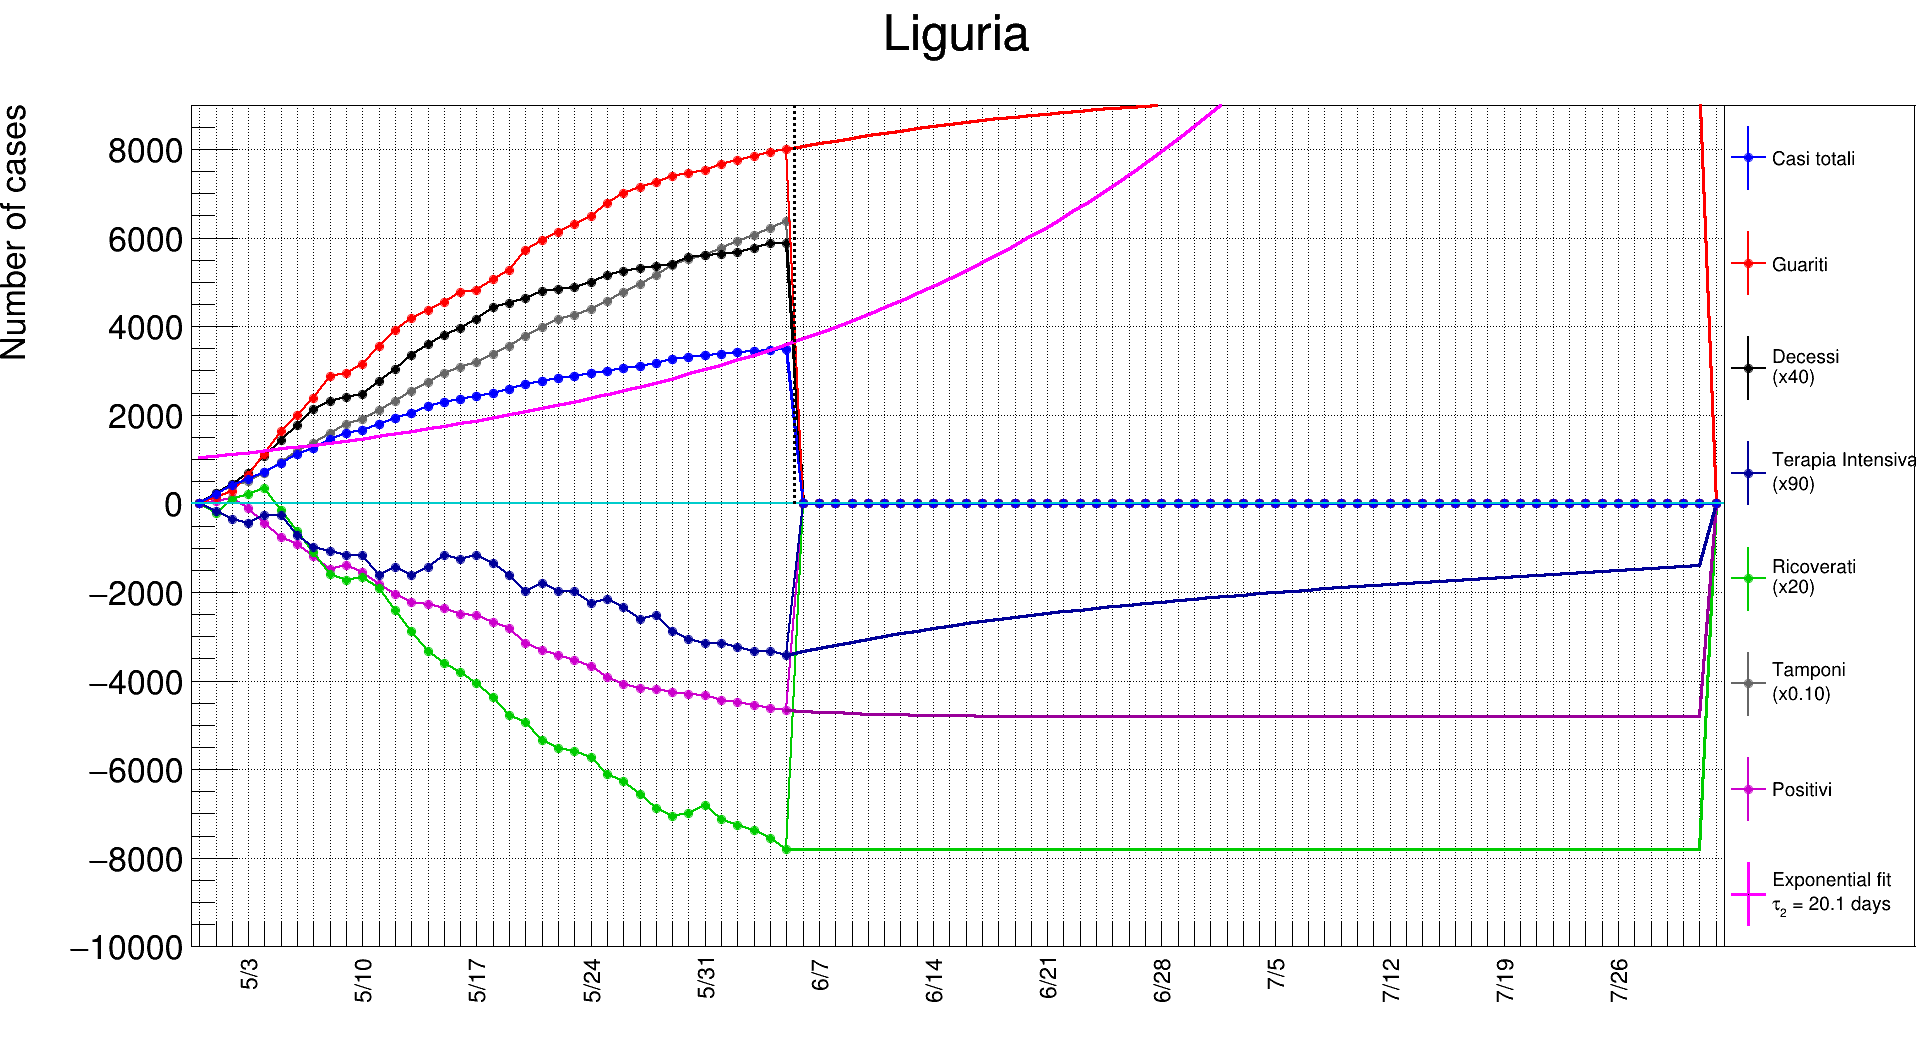 Liguria
Number of cases
8000
6000
4000
2000
0
−2000
−4000
−6000
−8000
−10000
5/3
5/10
5/17
5/24
5/31
6/7
6/14
6/21
6/28
7/5
7/12
7/19
7/26
Casi totali
Guariti
Decessi
(x40)
Terapia Intensiva
(x90)
Ricoverati
(x20)
Tamponi
(x0.10)
Positivi
Exponential fit
τ2 = 20.1 days